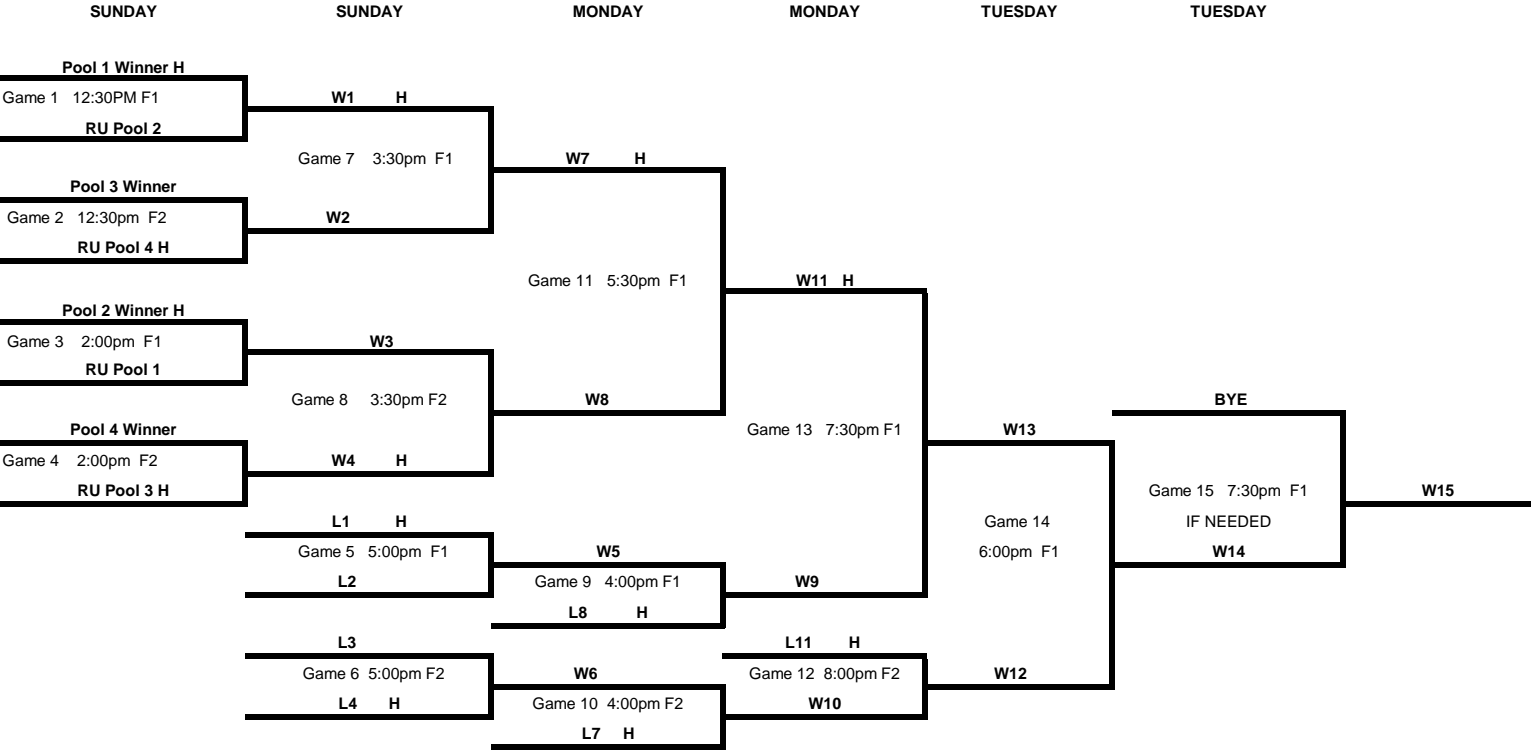 SUNDAY SUNDAY MONDAY MONDAY TUESDAY TUESDAY
Pool 1 Winner H
Game 1 12:30PM F1
RU Pool 2
Pool 3 Winner
Game 2 12:30pm F2
RU Pool 4 H
Pool 2 Winner H
Game 3 2:00pm F1
RU Pool 1
Pool 4 Winner
Game 4 2:00pm F2
RU Pool 3 H
W1 H
Game 7 3:30pm F1
W2
W3
Game 8 3:30pm F2
W4 H
L1 H
Game 5 5:00pm F1
L2
L3
Game 6 5:00pm F2
L4 H
W7 H
Game 11 5:30pm F1
W8
W5
Game 9 4:00pm F1
L8 H
W6
Game 10 4:00pm F2
L7 H
W11 H
Game 13 7:30pm F1
W9
L11 H
Game 12 8:00pm F2
W10
W13
Game 14
6:00pm F1
W12
BYE
Game 15 7:30pm F1
IF NEEDED
W14
W15